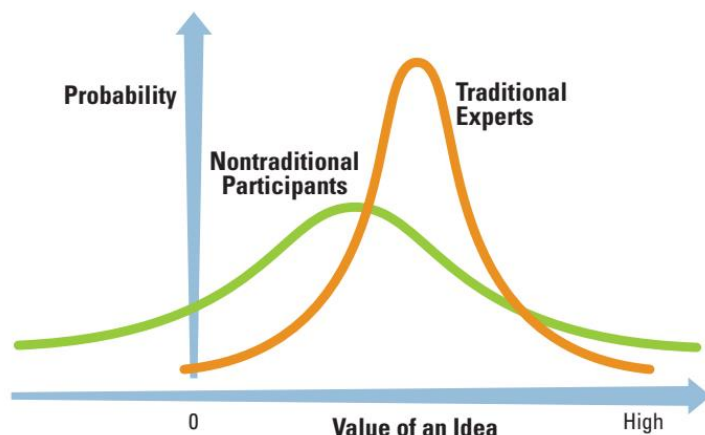 Probability
Traditional
Experts
Nontraditional
Participants
0
Value of an Idea
High